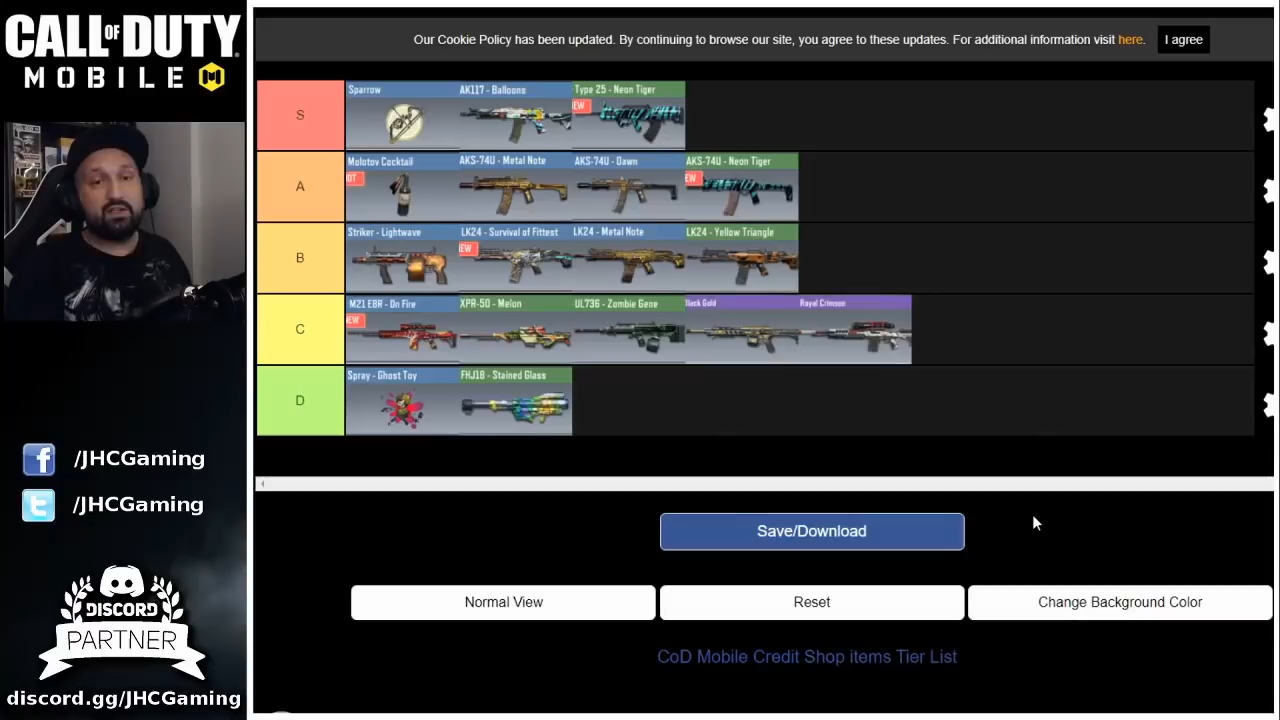 CALL OF DUTY
MOBILE
Our Cookie Policy has been updated. By continuing to browse our site, you agree to these updates. For additional information visit here.
I agree
S
Sparrow
AK117 - Balloons
Type 25 - Neon Tiger
EW
A
Molotov Cocktail
AKS-74U - Metal Note
AKS-74U - Dawn
AKS-74U - Neon Tiger
OT
EW
B
Striker - Lightwave
LK24 - Survival of Fittest
LK24 - Metal Note
LK24 - Yellow Triangle
EW
C
M21 EBR - On Fire
XPR-50 - Melon
UL736 - Zombie Gene
Black Gold
Royal Crimson
EW
D
Spray - Ghost Toy
FHJ18 - Stained Glass
/JHCGaming
/JHCGaming
DISCORD
PARTNER
discord.gg/JHCGaming
Save/Download
Normal View
Reset
Change Background Color
CoD Mobile Credit Shop items Tier List